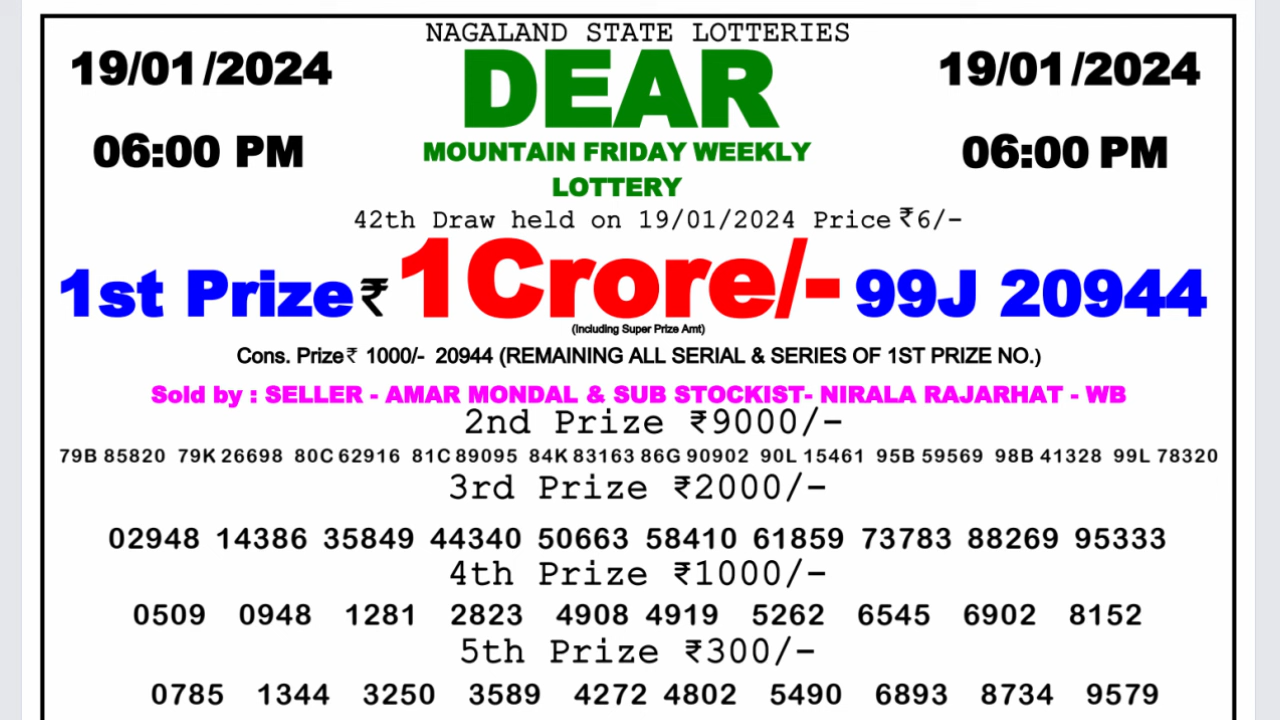 NAGALAND STATE LOTTERIES
19/01/2024 DEAR 19/01/2024
06:00 PM MOUNTAIN FRIDAY WEEKLY 06:00 PM
LOTTERY
42th Draw held on 19/01/2024 Price ₹6/-
1st Prize ₹ 1Crore/- 99J 20944
(Including Super Prize Amt)
Cons. Prize₹ 1000/- 20944 (REMAINING ALL SERIAL & SERIES OF 1ST PRIZE NO.)
Sold by : SELLER - AMAR MONDAL & SUB STOCKIST- NIRALA RAJARHAT - WB
2nd Prize ₹9000/-
79B 85820 79K 26698 80C 62916 81C 89095 84K 83163 86G 90902 90L 15461 95B 59569 98B 41328 99L 78320
3rd Prize ₹2000/-
02948 14386 35849 44340 50663 58410 61859 73783 88269 95333
4th Prize ₹1000/-
0509 0948 1281 2823 4908 4919 5262 6545 6902 8152
5th Prize ₹300/-
0785 1344 3250 3589 4272 4802 5490 6893 8734 9579